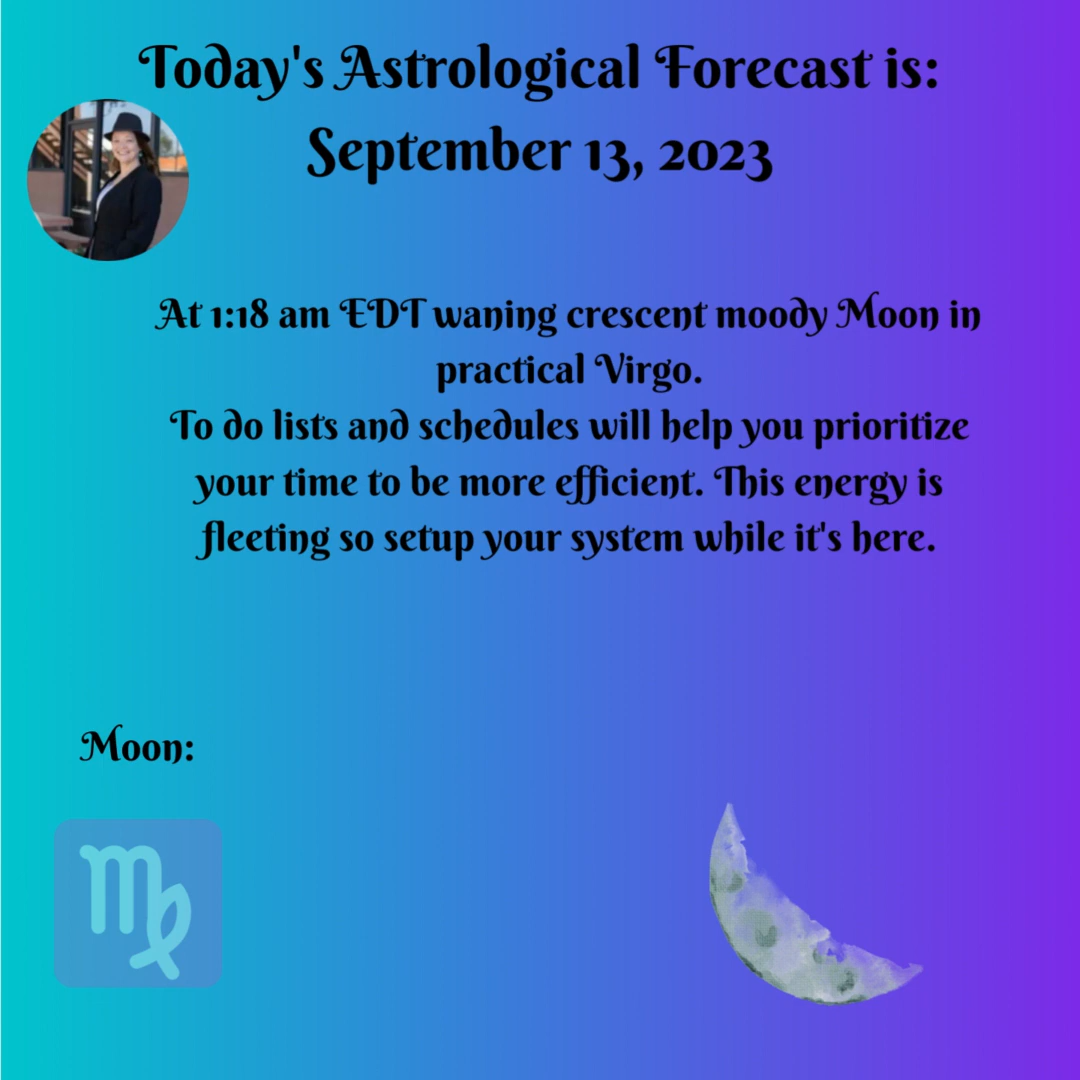 Today's Astrological Forecast is:
September 13, 2023
At 1:18 am EDT waning crescent moody Moon in
practical Virgo.
To do lists and schedules will help you prioritize
your time to be more efficient. This energy is
fleeting so setup your system while it's here.
Moon: